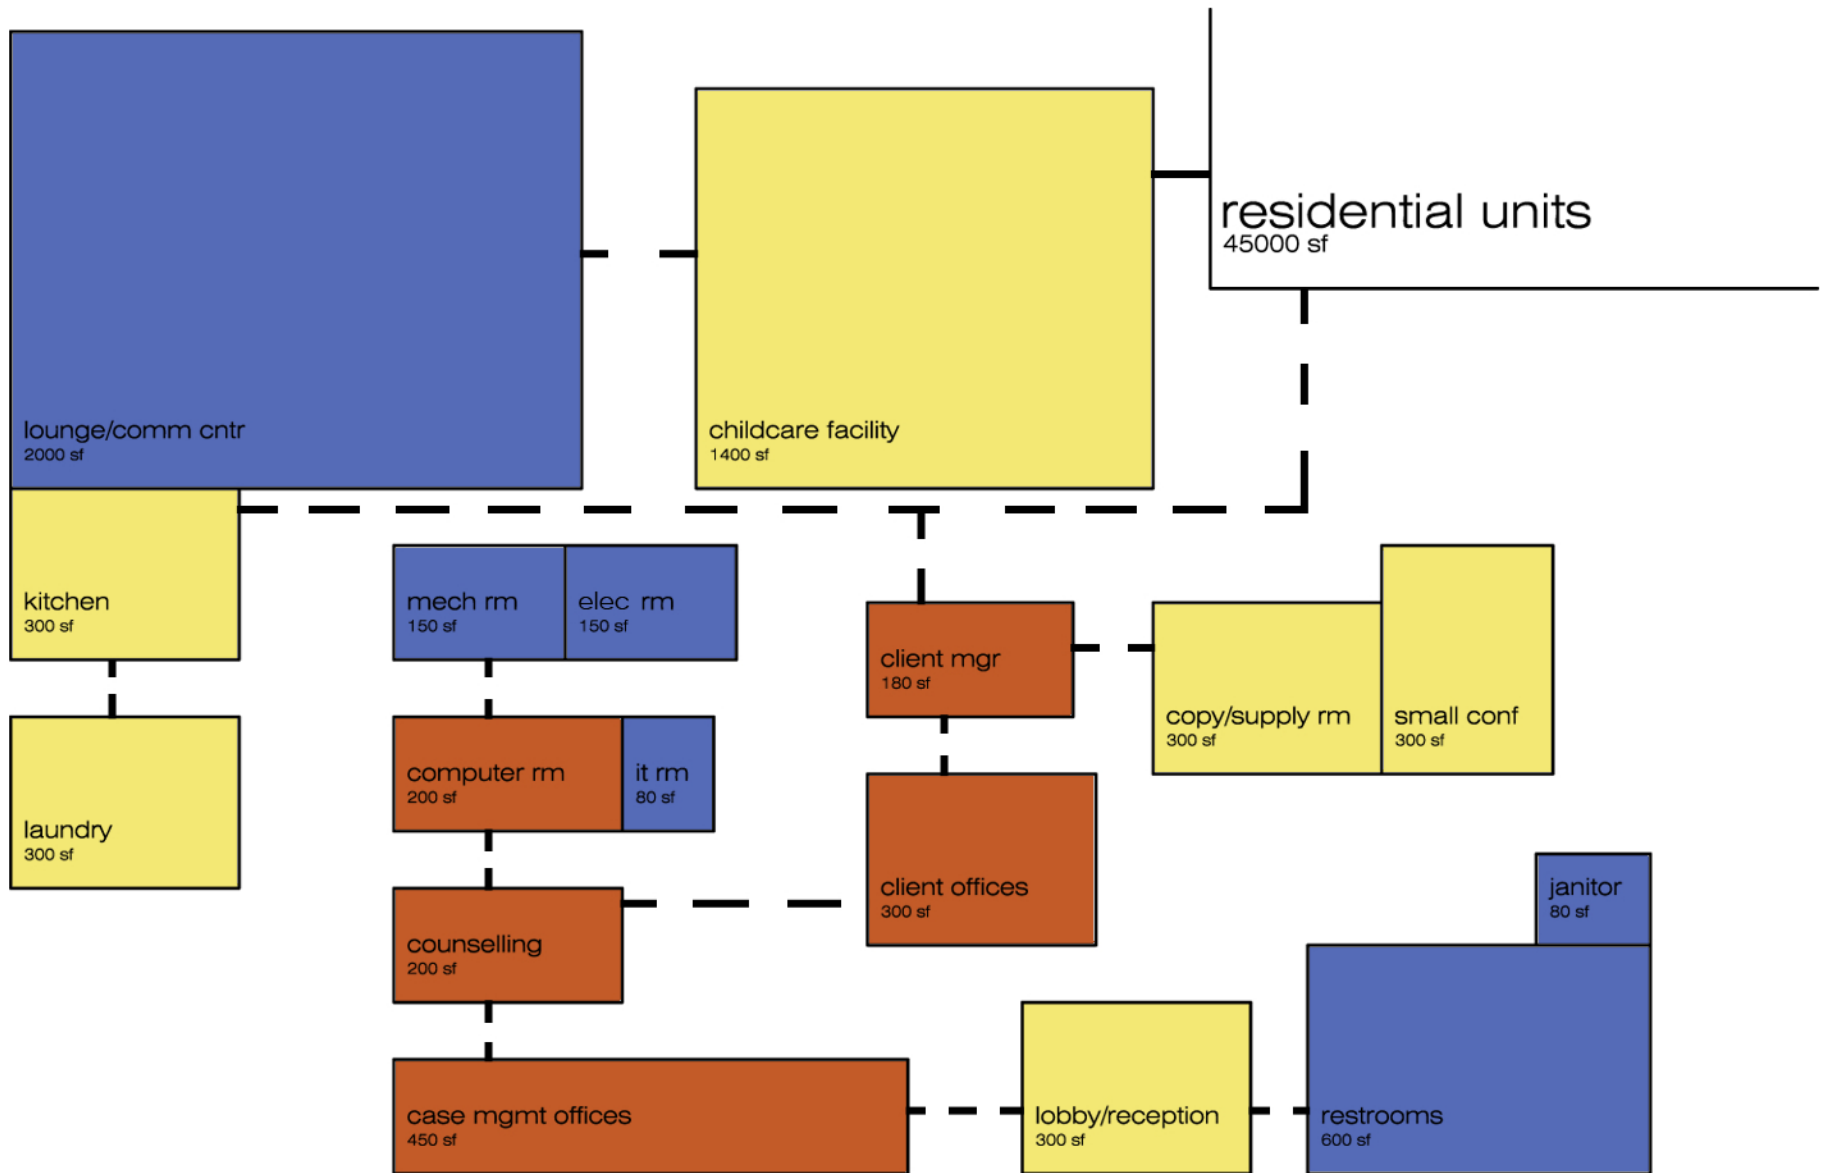 residential units
45000 sf
lounge/comm cntr
2000 sf
childcare facility
1400 sf
kitchen
300 sf
mech rm
150 sf
elec rm
150 sf
client mgr
180 sf
copy/supply rm
300 sf
small conf
300 sf
computer rm
200 sf
it rm
80 sf
laundry
300 sf
client offices
300 sf
janitor
80 sf
counselling
200 sf
case mgmt offices
450 sf
lobby/reception
300 sf
restrooms
600 sf